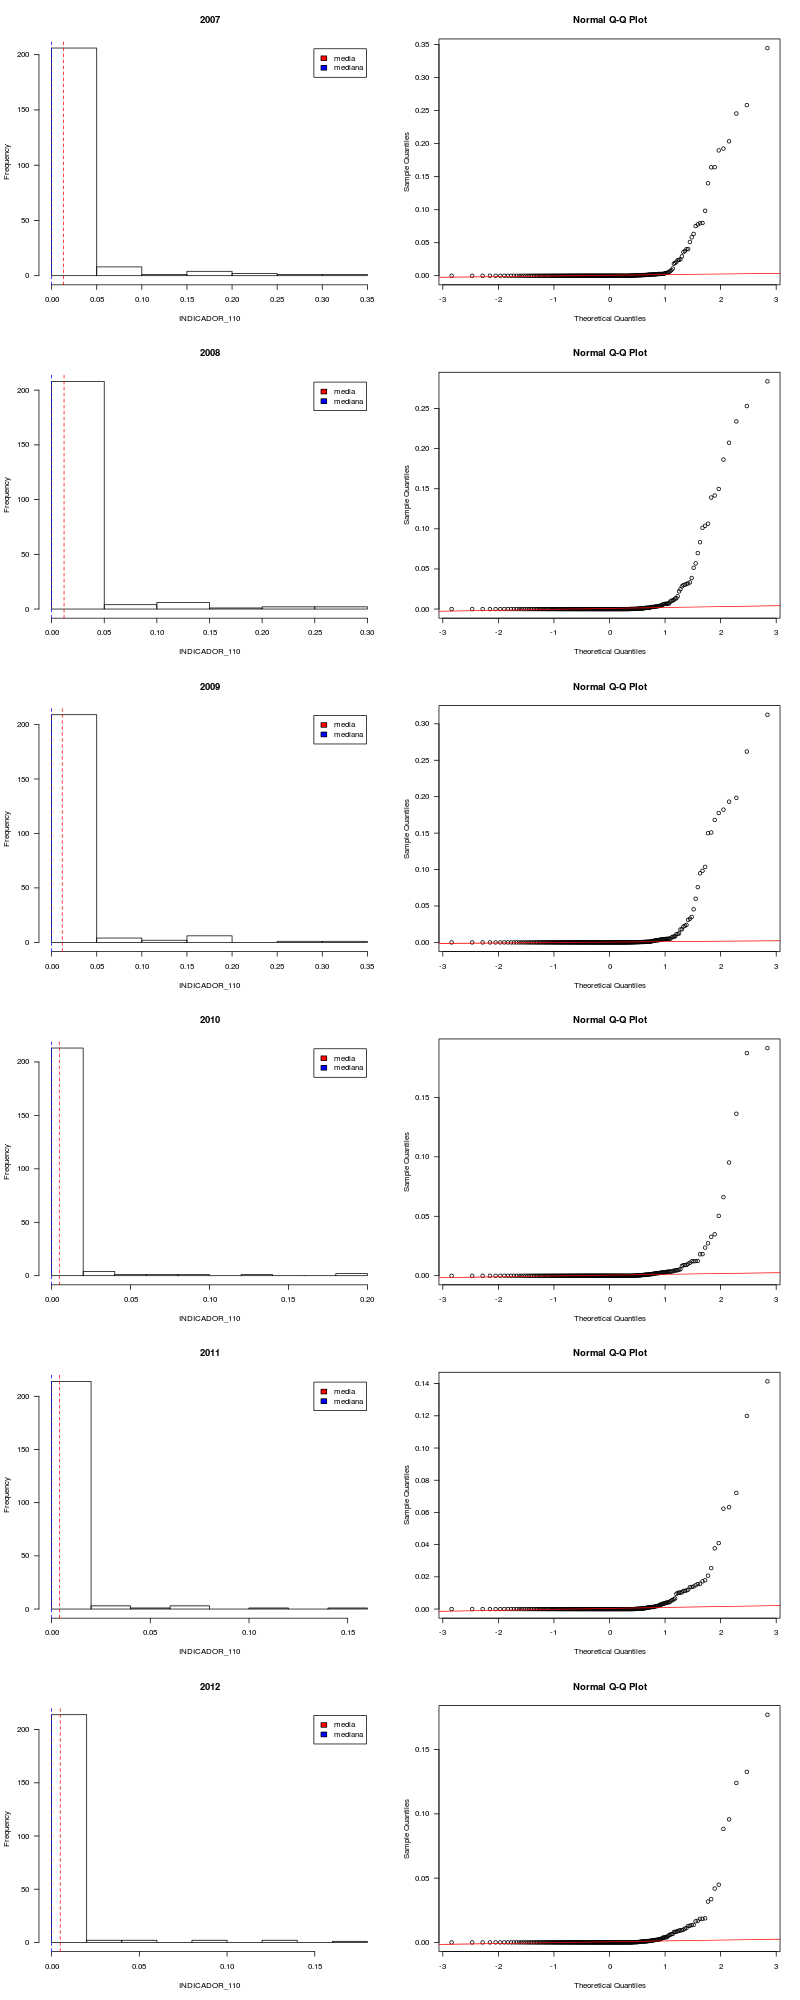 2007
Normal Q-Q Plot
media
mediana
Frequency
0
50
100
150
200
0.00 0.05 0.10 0.15 0.20 0.25 0.30 0.35
INDICADOR_110
Sample Quantiles
0.00
0.05
0.10
0.15
0.20
0.25
0.30
0.35
-3 -2 -1 0 1 2 3
Theoretical Quantiles
2008
Normal Q-Q Plot
media
mediana
Frequency
0
50
100
150
200
0.00 0.05 0.10 0.15 0.20 0.25 0.30
INDICADOR_110
Sample Quantiles
0.00
0.05
0.10
0.15
0.20
0.25
-3 -2 -1 0 1 2 3
Theoretical Quantiles
2009
Normal Q-Q Plot
media
mediana
Frequency
0
50
100
150
200
0.00 0.05 0.10 0.15 0.20 0.25 0.30 0.35
INDICADOR_110
Sample Quantiles
0.00
0.05
0.10
0.15
0.20
0.25
0.30
-3 -2 -1 0 1 2 3
Theoretical Quantiles
2010
Normal Q-Q Plot
media
mediana
Frequency
0
50
100
150
200
0.00 0.05 0.10 0.15 0.20
INDICADOR_110
Sample Quantiles
0.00
0.05
0.10
0.15
-3 -2 -1 0 1 2 3
Theoretical Quantiles
2011
Normal Q-Q Plot
media
mediana
Frequency
0
50
100
150
200
0.00 0.05 0.10 0.15
INDICADOR_110
Sample Quantiles
0.00
0.02
0.04
0.06
0.08
0.10
0.12
0.14
-3 -2 -1 0 1 2 3
Theoretical Quantiles
2012
Normal Q-Q Plot
media
mediana
Frequency
0
50
100
150
200
0.00 0.05 0.10 0.15
INDICADOR_110
Sample Quantiles
0.00
0.05
0.10
0.15
-3 -2 -1 0 1 2 3
Theoretical Quantiles